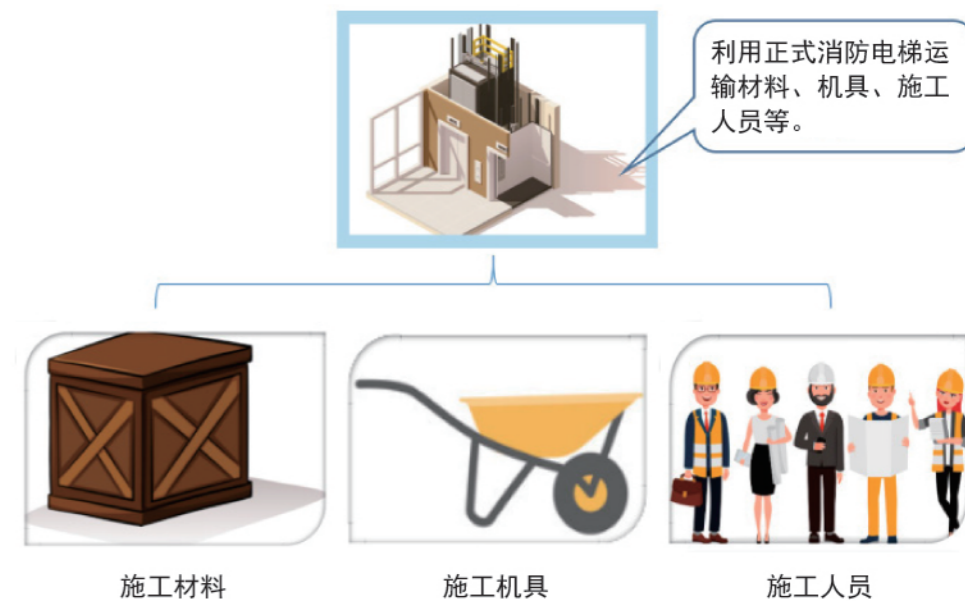 利用正式消防电梯运
输材料、机具、施工
人员等。
施工材料
施工机具
施工人员